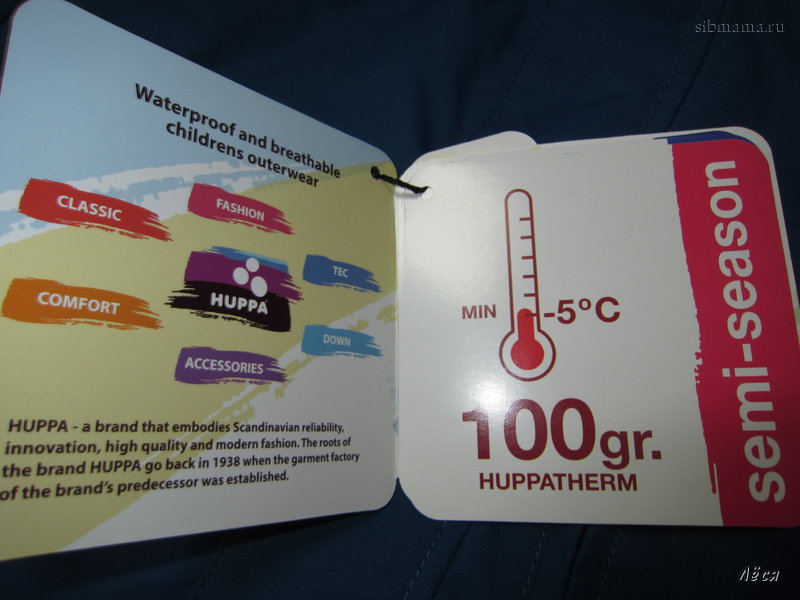 sibmama.ru
Waterproof and breathable
childrens outerwear
CLASSIC
FASHION
TEC
COMFORT
HUPPA
DOWN
ACCESSORIES
HUPPA - a brand that embodies Scandinavian reliability,
innovation, high quality and modern fashion. The roots of
the brand HUPPA go back in 1938 when the garment factory
of the brand's predecessor was established.
MIN
-5°C
100gr.
HUPPATHERM
semi-season
Лёся